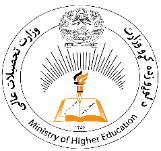 وزارت تحصیلات عالی
د لوړو زده کړو وزارت
Ministry of Higher Education